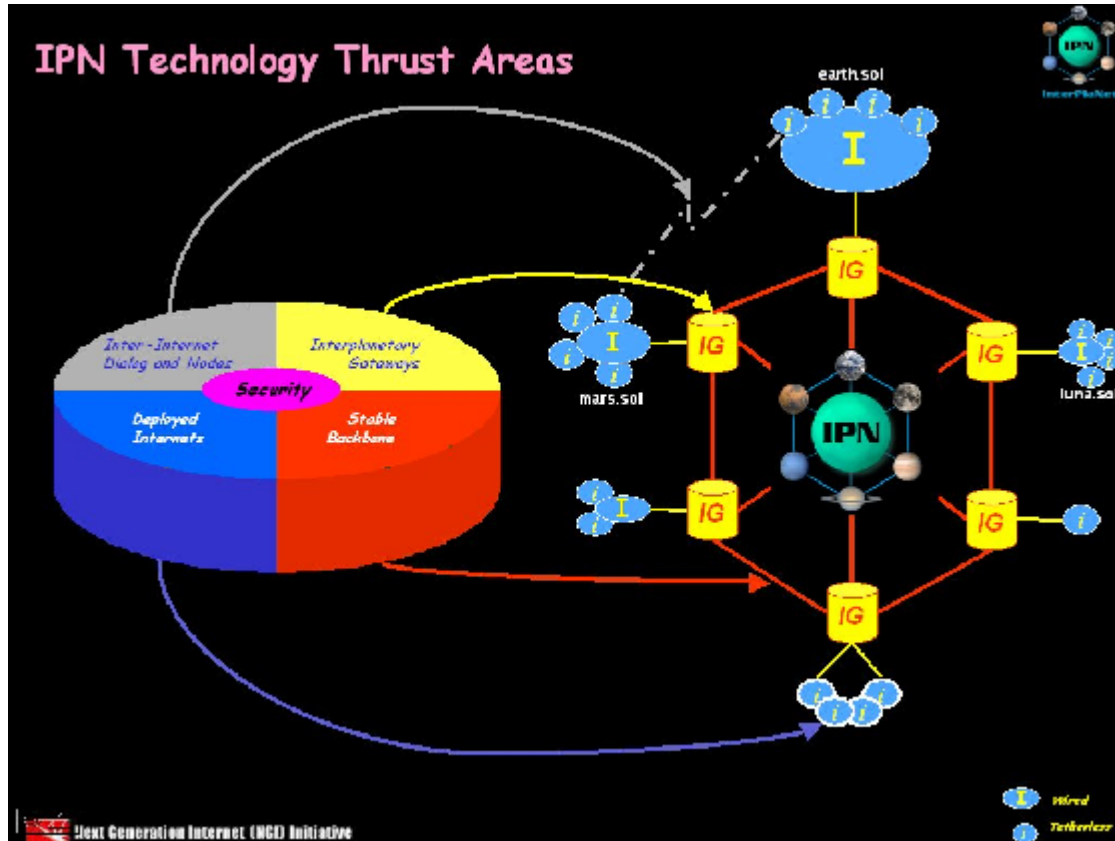 IPN Technology Thrust Areas
IPN
InterPlaNet
earth.sol
i
i
i
i
I
IG
Inter-Internet
Dialog and Nodes
Interplanetary
Gateways
Security
Deployed
Internets
Stable
Backbone
i
i
i
i
i
I
mars.sol
IG
IG
i
i
I
i
i
luna.sol
IPN
i
i
I
IG
IG
i
IG
i
i
i
i
I
Wired
i
Tetherless
Next Generation Internet (NGI) Initiative